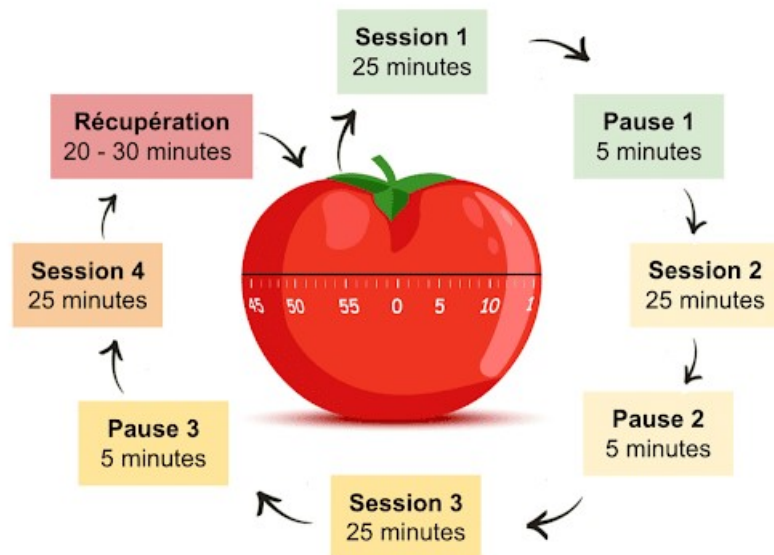 Session 1
25 minutes
Pause 1
5 minutes
Session 2
25 minutes
Pause 2
5 minutes
Session 3
25 minutes
Pause 3
5 minutes
Session 4
25 minutes
Récupération
20 - 30 minutes
45 50 55 0 5 10 1